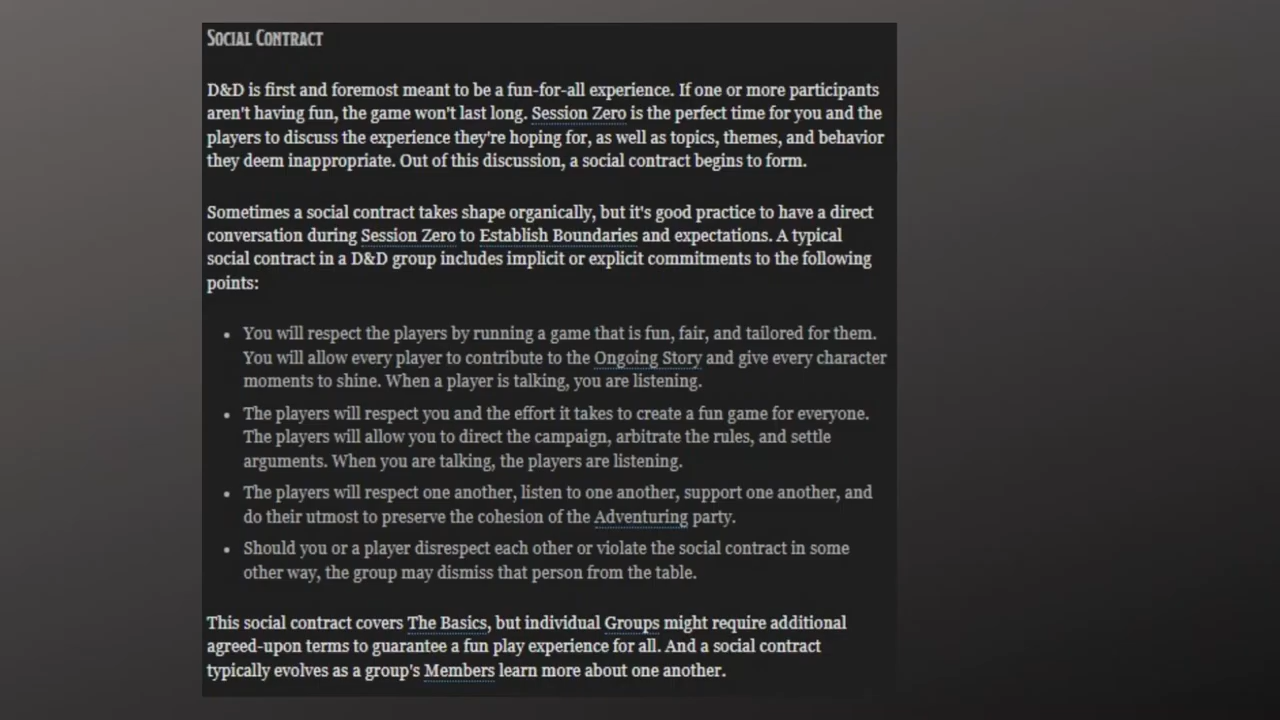 Social Contract
D&D is first and foremost meant to be a fun-for-all experience. If one or more participants
aren't having fun, the game won't last long. Session Zero is the perfect time for you and the
players to discuss the experience they're hoping for, as well as topics, themes, and behavior
they deem inappropriate. Out of this discussion, a social contract begins to form.
Sometimes a social contract takes shape organically, but it's good practice to have a direct
conversation during Session Zero to Establish Boundaries and expectations. A typical
social contract in a D&D group includes implicit or explicit commitments to the following
points:
• You will respect the players by running a game that is fun, fair, and tailored for them.
You will allow every player to contribute to the Ongoing Story and give every character
moments to shine. When a player is talking, you are listening.
• The players will respect you and the effort it takes to create a fun game for everyone.
The players will allow you to direct the campaign, arbitrate the rules, and settle
arguments. When you are talking, the players are listening.
• The players will respect one another, listen to one another, support one another, and
do their utmost to preserve the cohesion of the Adventuring party.
• Should you or a player disrespect each other or violate the social contract in some
other way, the group may dismiss that person from the table.
This social contract covers The Basics, but individual Groups might require additional
agreed-upon terms to guarantee a fun play experience for all. And a social contract
typically evolves as a group's Members learn more about one another.